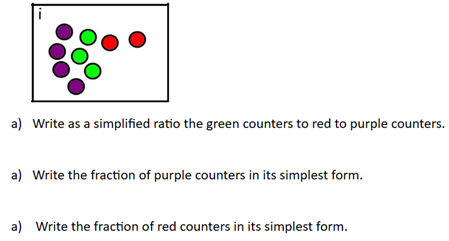 i
a) Write as a simplified ratio the green counters to red to purple counters.
a) Write the fraction of purple counters in its simplest form.
a) Write the fraction of red counters in its simplest form.